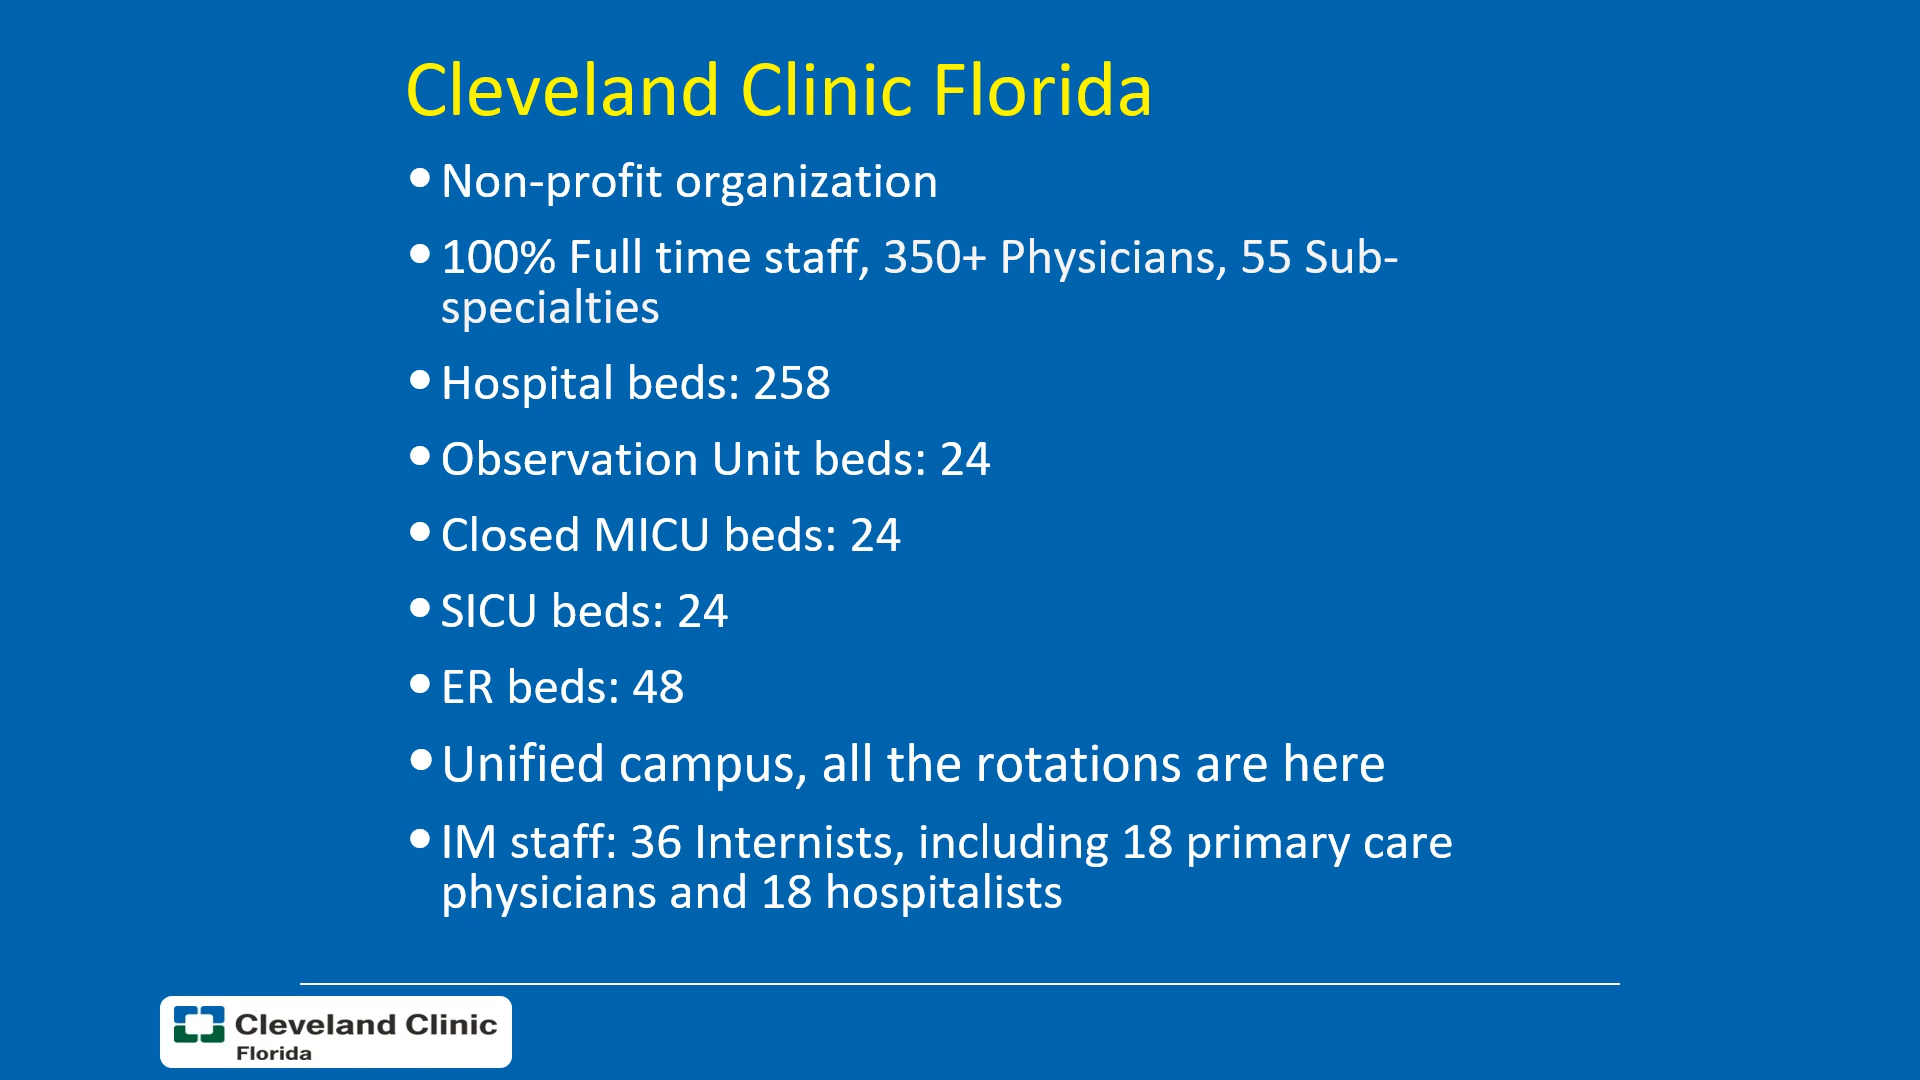 Cleveland Clinic Florida
• Non-profit organization
• 100% Full time staff, 350+ Physicians, 55 Sub-
specialties
• Hospital beds: 258
• Observation Unit beds: 24
• Closed MICU beds: 24
• SICU beds: 24
• ER beds: 48
• Unified campus, all the rotations are here
• IM staff: 36 Internists, including 18 primary care
physicians and 18 hospitalists
Cleveland Clinic
Florida